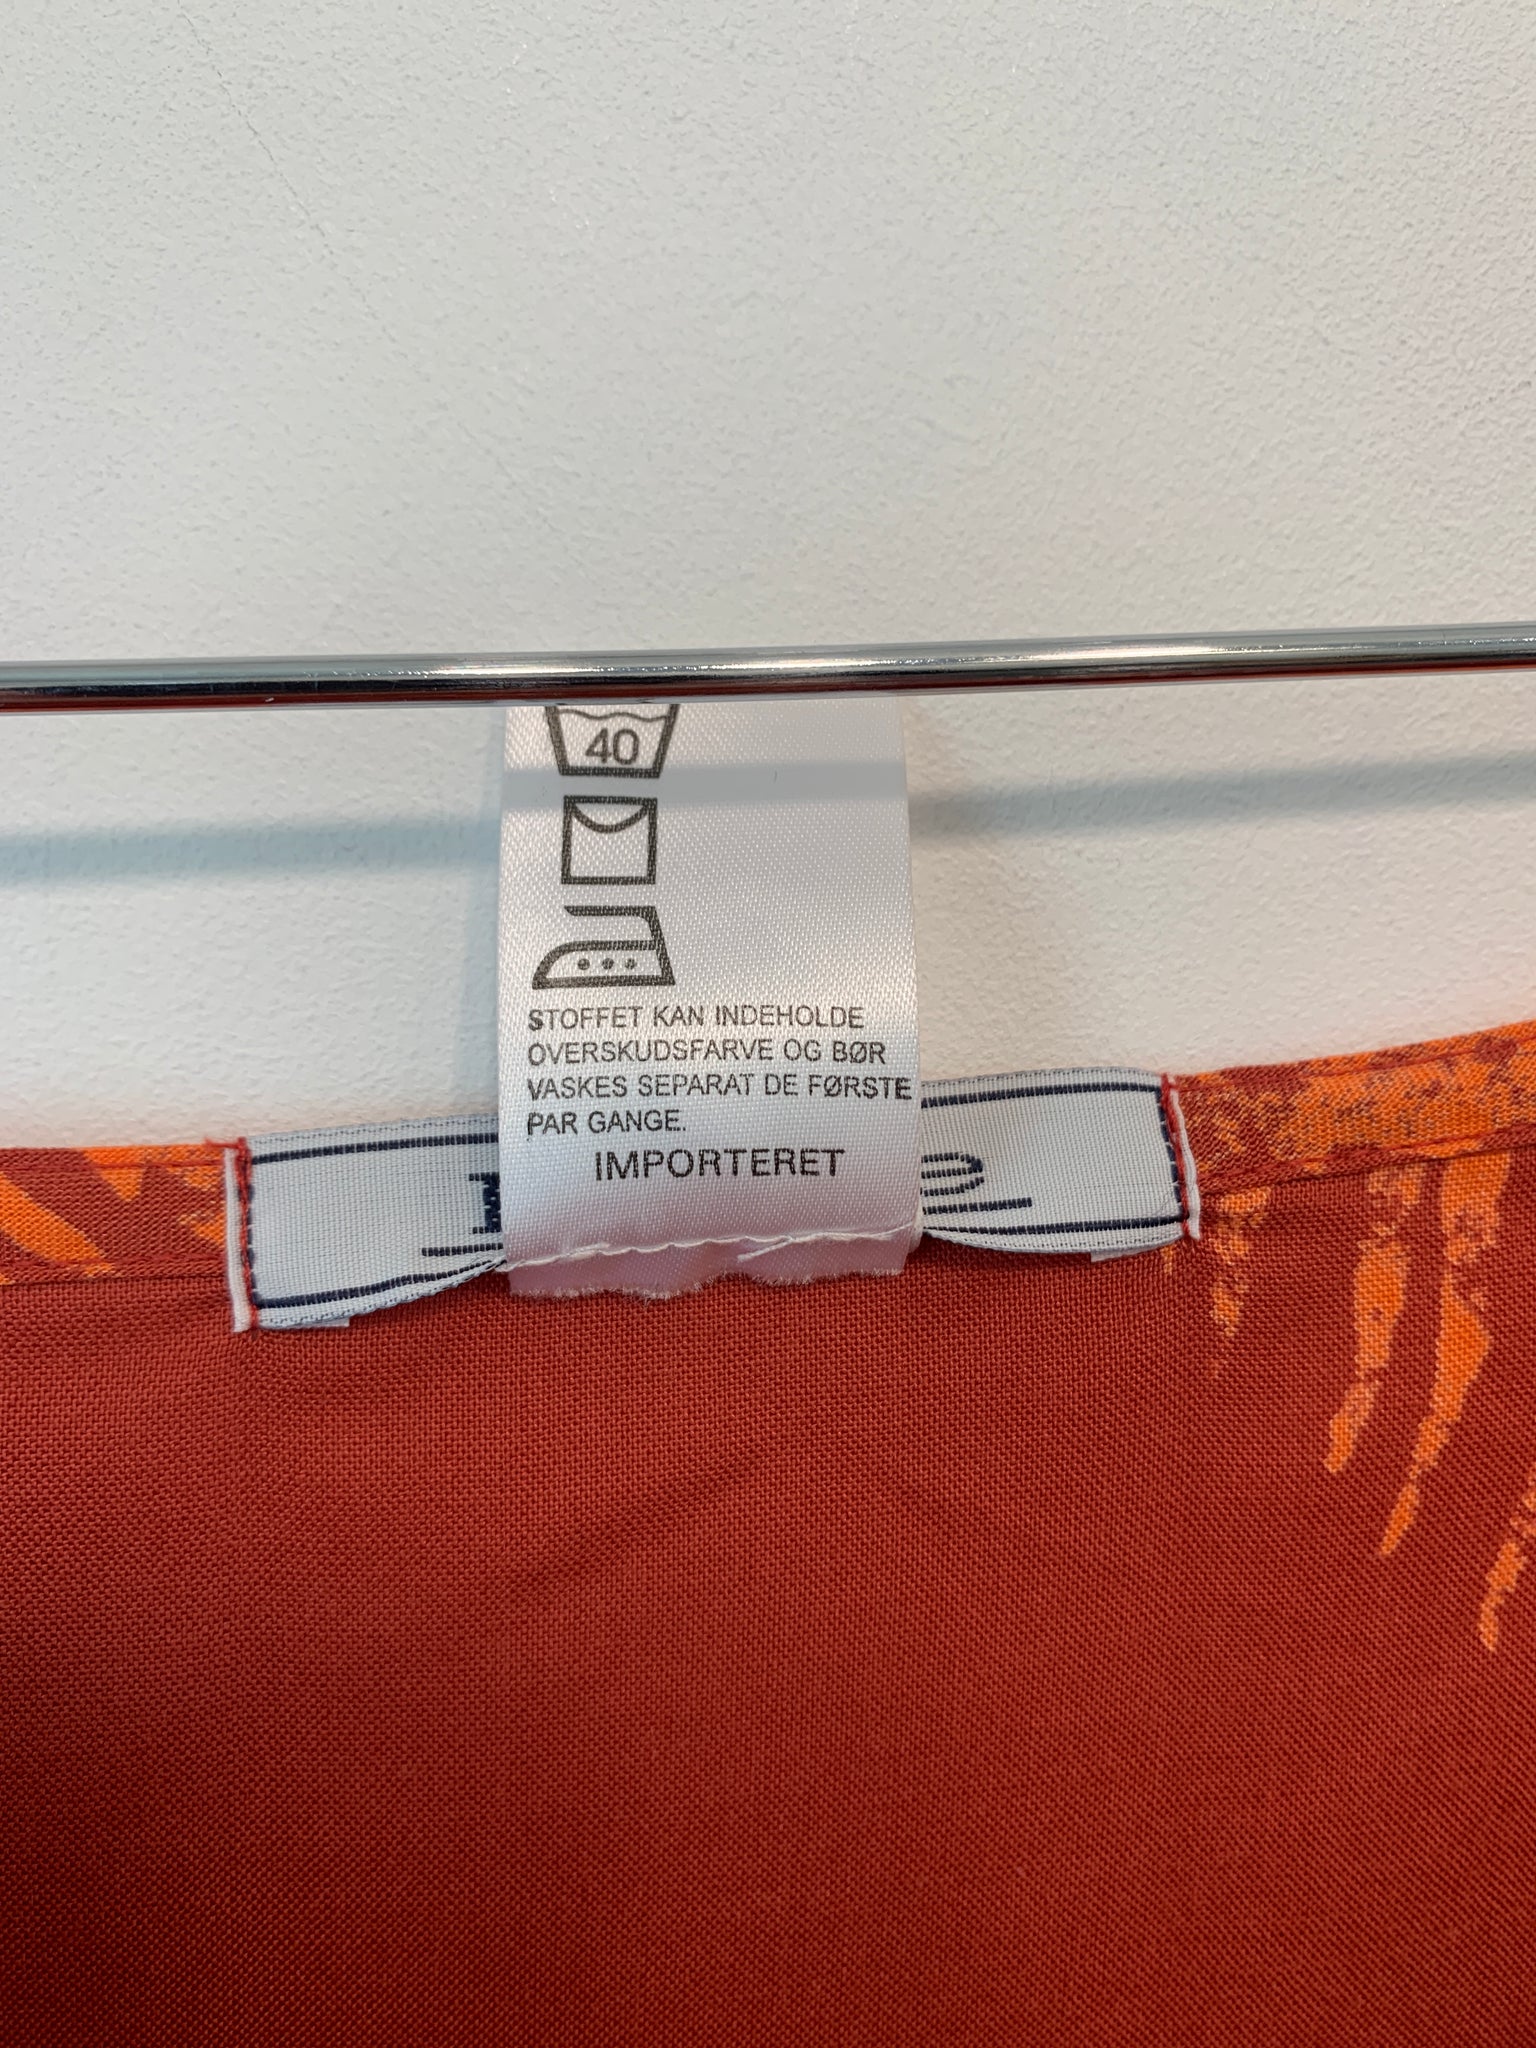 40
STOFFET KAN INDEHOLDE
OVERSKUDSFARVE OG BØR
VASKES SEPARAT DE FØRSTE
PAR GANGE.
IMPORTERET